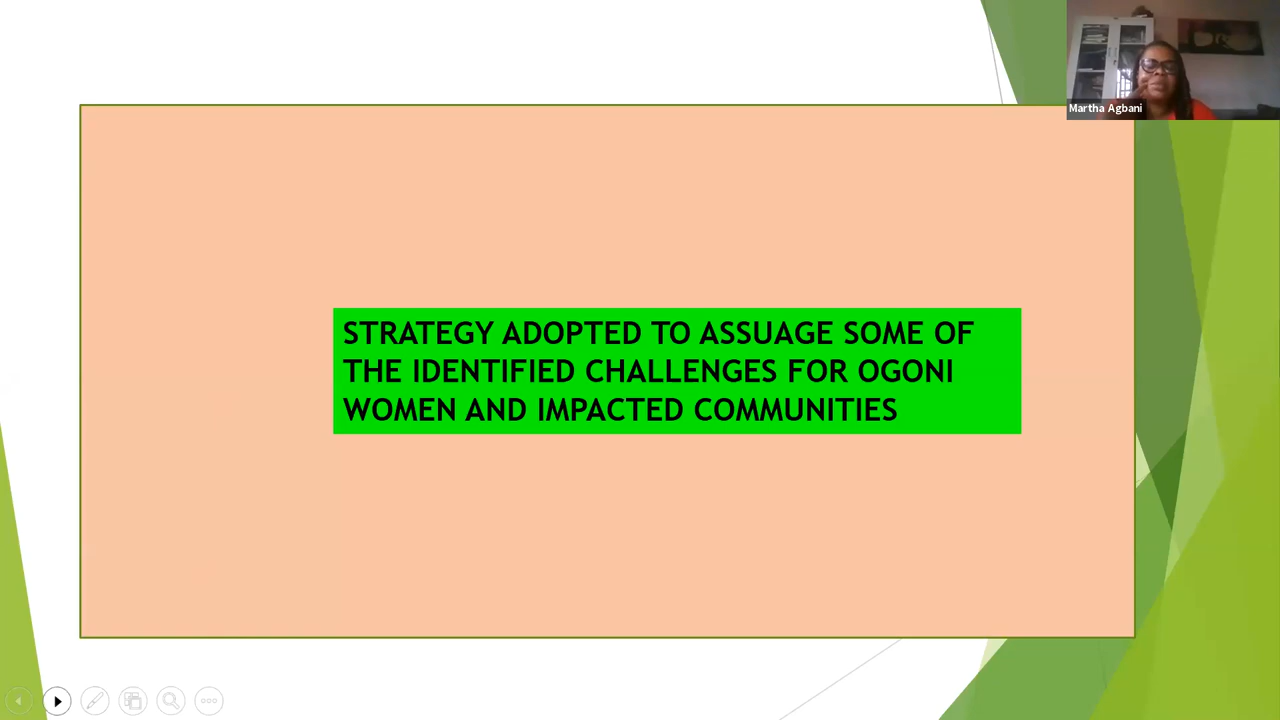 Martha Agbani
STRATEGY ADOPTED TO ASSUAGE SOME OF
THE IDENTIFIED CHALLENGES FOR OGONI
WOMEN AND IMPACTED COMMUNITIES